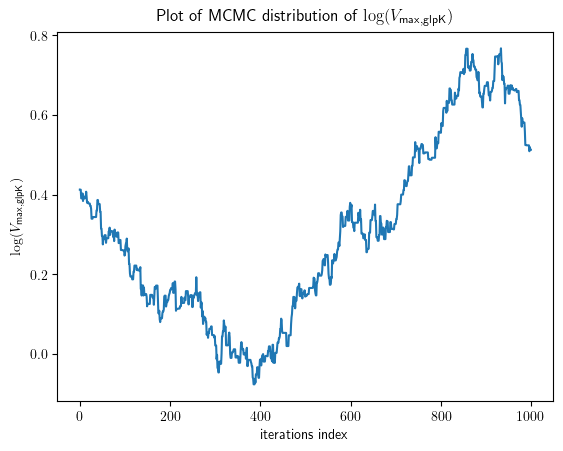 Plot of MCMC distribution of log(V_max,glpK)
0.8
0.6
0.4
0.2
0.0
log(V_max,glpK)
0 200 400 600 800 1000
iterations index